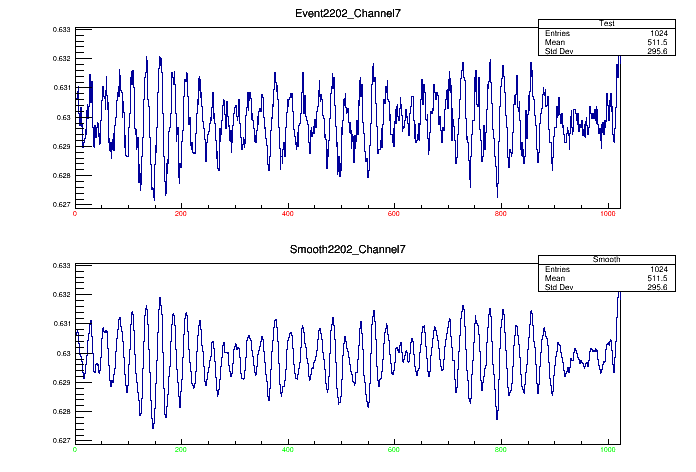 Event2202_Channel7
Test
Entries 1024
Mean 511.5
Std Dev 295.6
0.633
0.632
0.631
0.63
0.629
0.628
0.627
0 200 400 600 800 1000
Smooth2202_Channel7
Smooth
Entries 1024
Mean 511.5
Std Dev 295.6
0.633
0.632
0.631
0.63
0.629
0.628
0.627
0 200 400 600 800 1000